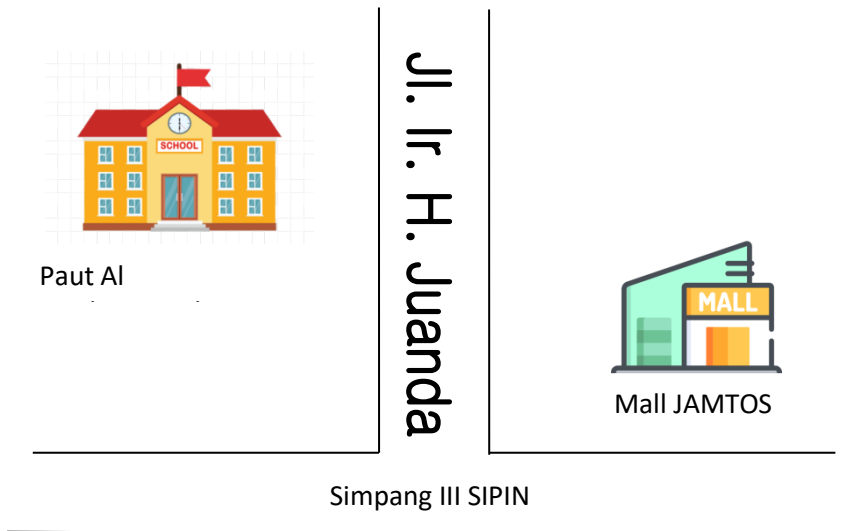 SCHOOL
Jl. Ir. H. Juanda
Paut Al
MALL
Mall JAMTOS
Simpang III SIPIN